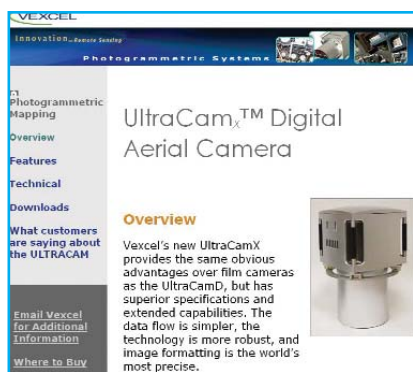 VEXCEL
Innovation...Remote Sensing
Photogrammetric Systems
Photogrammetric
Mapping
Overview
Features
Technical
Downloads
What customers
are saying about
the ULTRACAM
Email Vexcel
for Additional
Information
Where to Buy
UltraCamX™ Digital
Aerial Camera
Overview
Vexcel's new UltraCamX
provides the same obvious
advantages over film cameras
as the UltraCamD, but has
superior specifications and
extended capabilities. The
data flow is simpler, the
technology is more robust, and
image formatting is the world's
most precise.